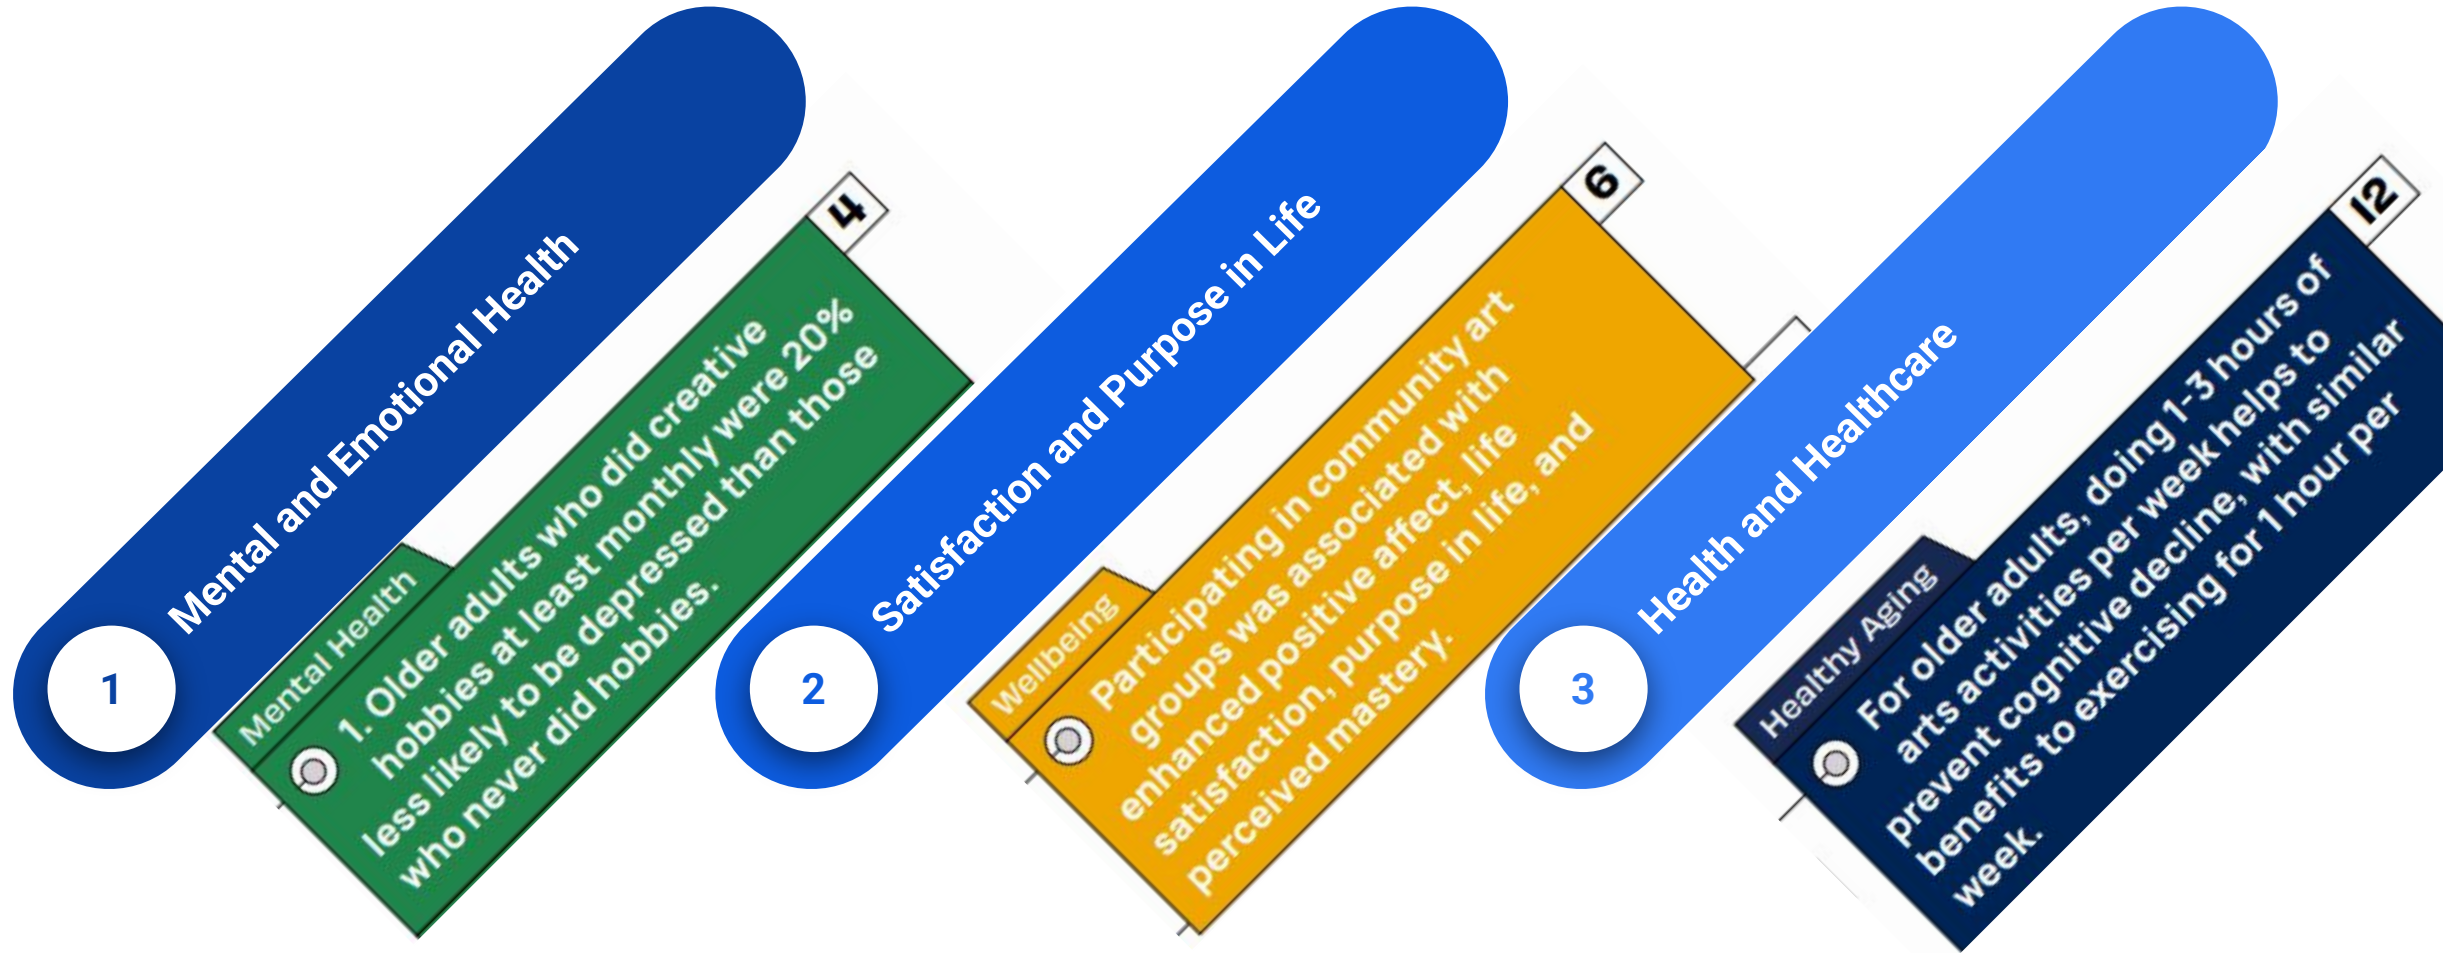 1
Mental and Emotional Health
4
Mental Health
1. Older adults who did creative
hobbies at least monthly were 20%
less likely to be depressed than those
who never did hobbies.
2
Satisfaction and Purpose in Life
6
Wellbeing
Participating in community art
groups was associated with
enhanced positive affect, life
satisfaction, purpose in life, and
perceived mastery.
3
Health and Healthcare
12
Healthy Aging
For older adults, doing 1-3 hours of
arts activities per week helps to
prevent cognitive decline, with similar
benefits to exercising for 1 hour per
week.